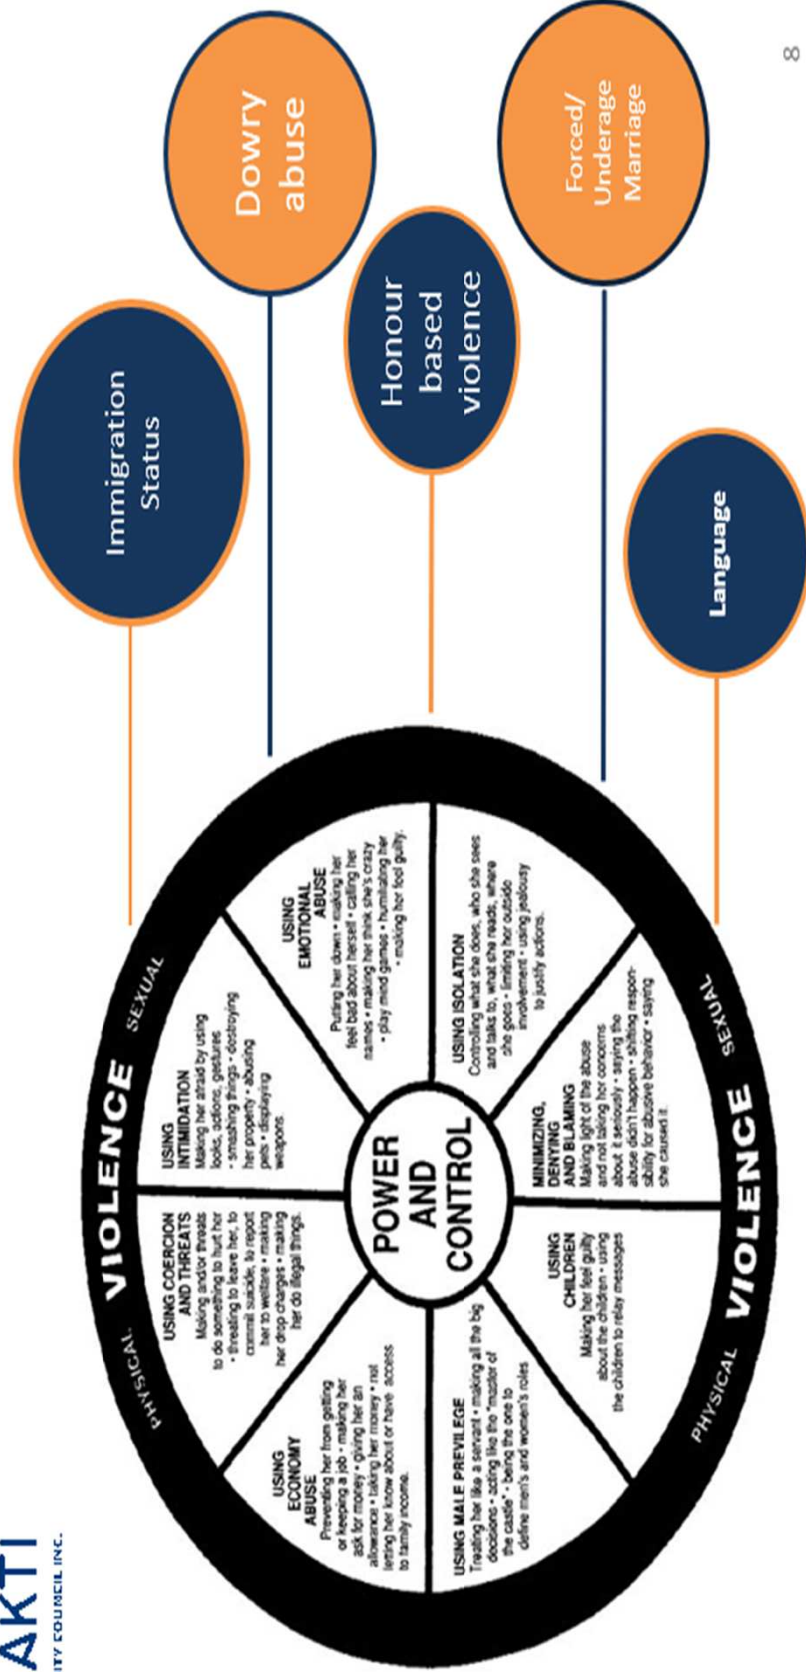 AKTI
ITY COUNCIL INC.
PHYSICAL VIOLENCE SEXUAL
USING COERCION
AND THREATS
Making and/or threats
to do something to hurt her
• threating to leave her, to
commit suicide, to report
her to welfare • making
her drop charges • making
her do illegal things.
USING
INTIMIDATION
Making her afraid by using
looks, actions, gestures
• smashing things • destroying
her property • abusing
pets • displaying
weapons.
USING
EMOTIONAL
ABUSE
Putting her down • making her
feel bad about herself • calling her
names • making her think she's crazy
• play mind games • humiliating her
• making her feel guilty.
USING ISOLATION
Controlling what she does, who she sees
and talks to, what she reads, where
she goes • limiting her outside
involvement • using jealousy
to justify actions.
MINIMIZING,
DENYING
AND BLAMING
Making light of the abuse
and not taking her concerns
about it seriously • saying the
abuse didn't happen • shifting respon-
sibility for abusive behavior • saying
she caused it.
USING
CHILDREN
Making her feel guilty
about the children • using
the children to relay messages
USING MALE PREVILEGE
Treating her like a servant • making all the big
decisions • acting like the "master of
the castle" • being the one to
define men's and women's roles
USING
ECONOMY
ABUSE
Preventing her from getting
or keeping a job • making her
ask for money • giving her an
allowance • taking her money • not
letting her know about or have access
to family income.
POWER
AND
CONTROL
PHYSICAL VIOLENCE SEXUAL
Immigration
Status
Dowry
abuse
Honour
based
violence
Forced/
Underage
Marriage
Language
8